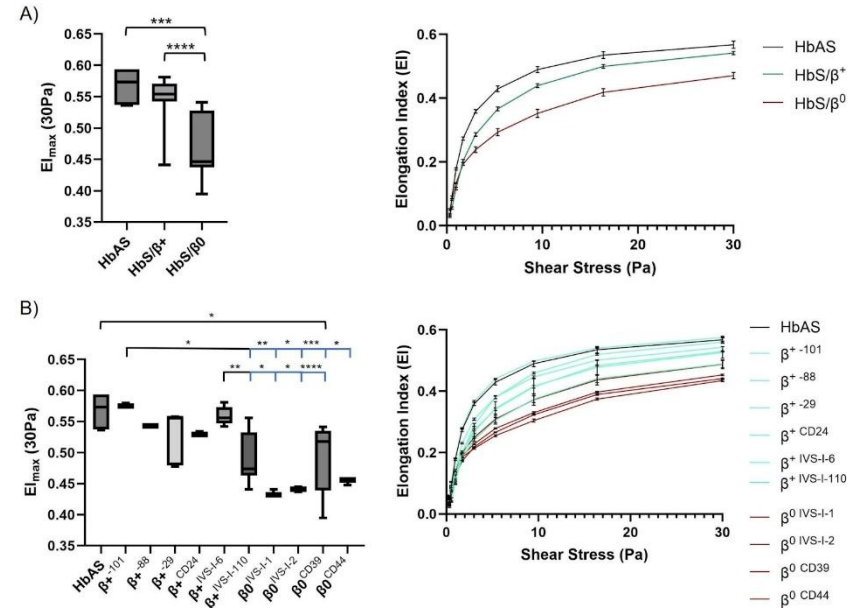 A)
***
****
EImax (30Pa)
0.65
0.60
0.55
0.50
0.45
0.40
0.35
HbAS
HbS/β+
HbS/β0
Elongation Index (EI)
0.6
0.4
0.2
0.0
0
10
20
30
Shear Stress (Pa)
HbAS
HbS/β⁺
HbS/β⁰
B)
*
* ** * *** *
** * * ****
EImax (30Pa)
0.65
0.60
0.55
0.50
0.45
0.40
0.35
HbAS
β+ -101
β+ -88
β+ -29
β+ CD24
β+ IVS-I-6
β+ IVS-I-110
β0 IVS-I-1
β0 IVS-I-2
β0 CD39
β0 CD44
Elongation Index (EI)
0.6
0.4
0.2
0.0
0
10
20
30
Shear Stress (Pa)
HbAS
β⁺ -101
β⁺ -88
β⁺ -29
β⁺ CD24
β⁺ IVS-I-6
β⁺ IVS-I-110
β⁰ IVS-I-1
β⁰ IVS-I-2
β⁰ CD39
β⁰ CD44